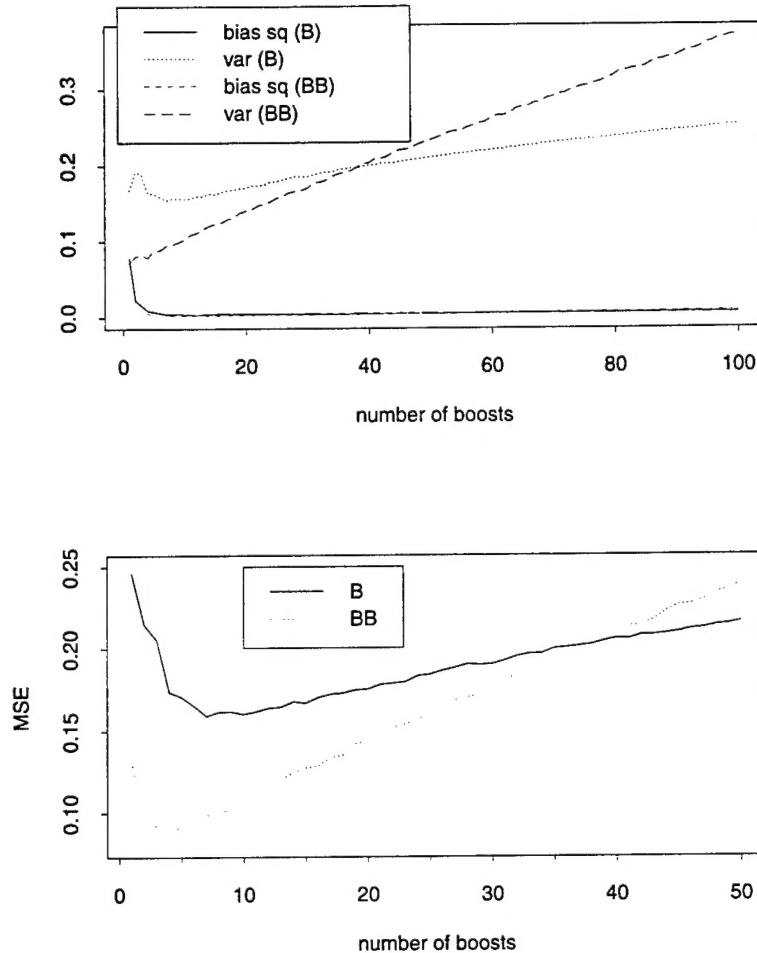 bias sq (B)
var (B)
bias sq (BB)
var (BB)
0.3
0.2
0.1
0.0
0 20 40 60 80 100
number of boosts
B
BB
MSE
0.25
0.20
0.15
0.10
0 10 20 30 40 50
number of boosts